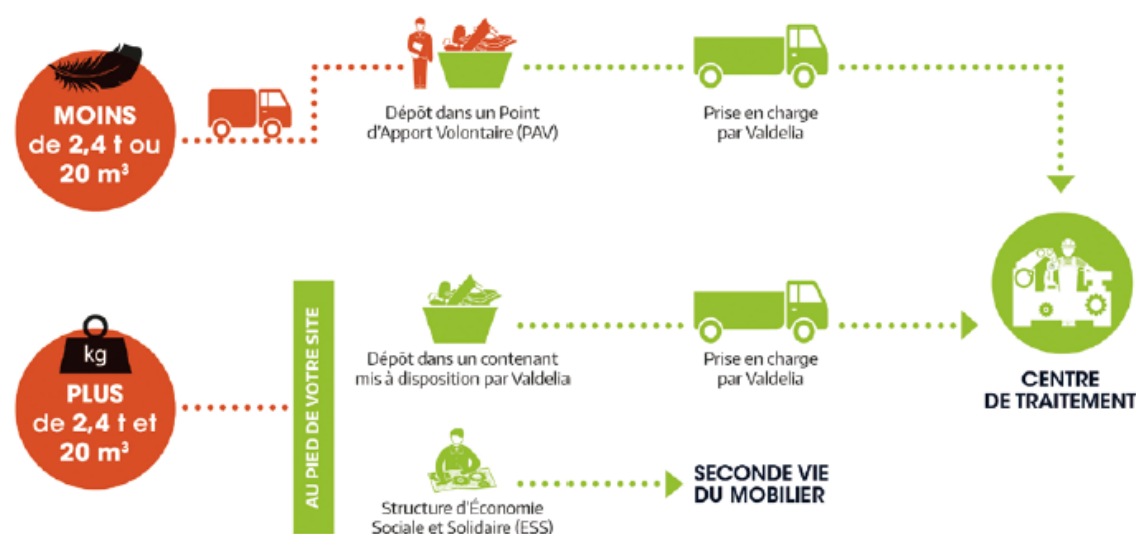 MOINS
de 2,4 t ou
20 m³
Dépôt dans un Point
d'Apport Volontaire (PAV)
Prise en charge
par Valdelia
kg
PLUS
de 2,4 t et
20 m³
AU PIED DE VOTRE SITE
Dépôt dans un contenant
mis à disposition par Valdelia
Prise en charge
par Valdelia
CENTRE
DE TRAITEMENT
Structure d'Économie
Sociale et Solidaire (ESS)
SECONDE VIE
DU MOBILIER